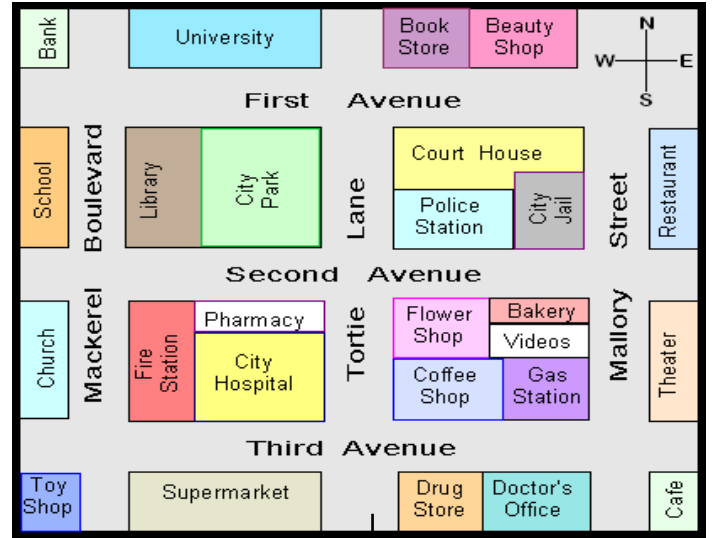 Bank
University
Book
Store
Beauty
Shop
N
W
E
S
First Avenue
School
Boulevard
Library
City
Park
Lane
Court House
Police
Station
City
Jail
Street
Restaurant
Second Avenue
Church
Mackerel
Fire
Station
Pharmacy
City
Hospital
Tortie
Flower
Shop
Bakery
Videos
Coffee
Shop
Gas
Station
Mallory
Theater
Third Avenue
Toy
Shop
Supermarket
Drug
Store
Doctor's
Office
Cafe